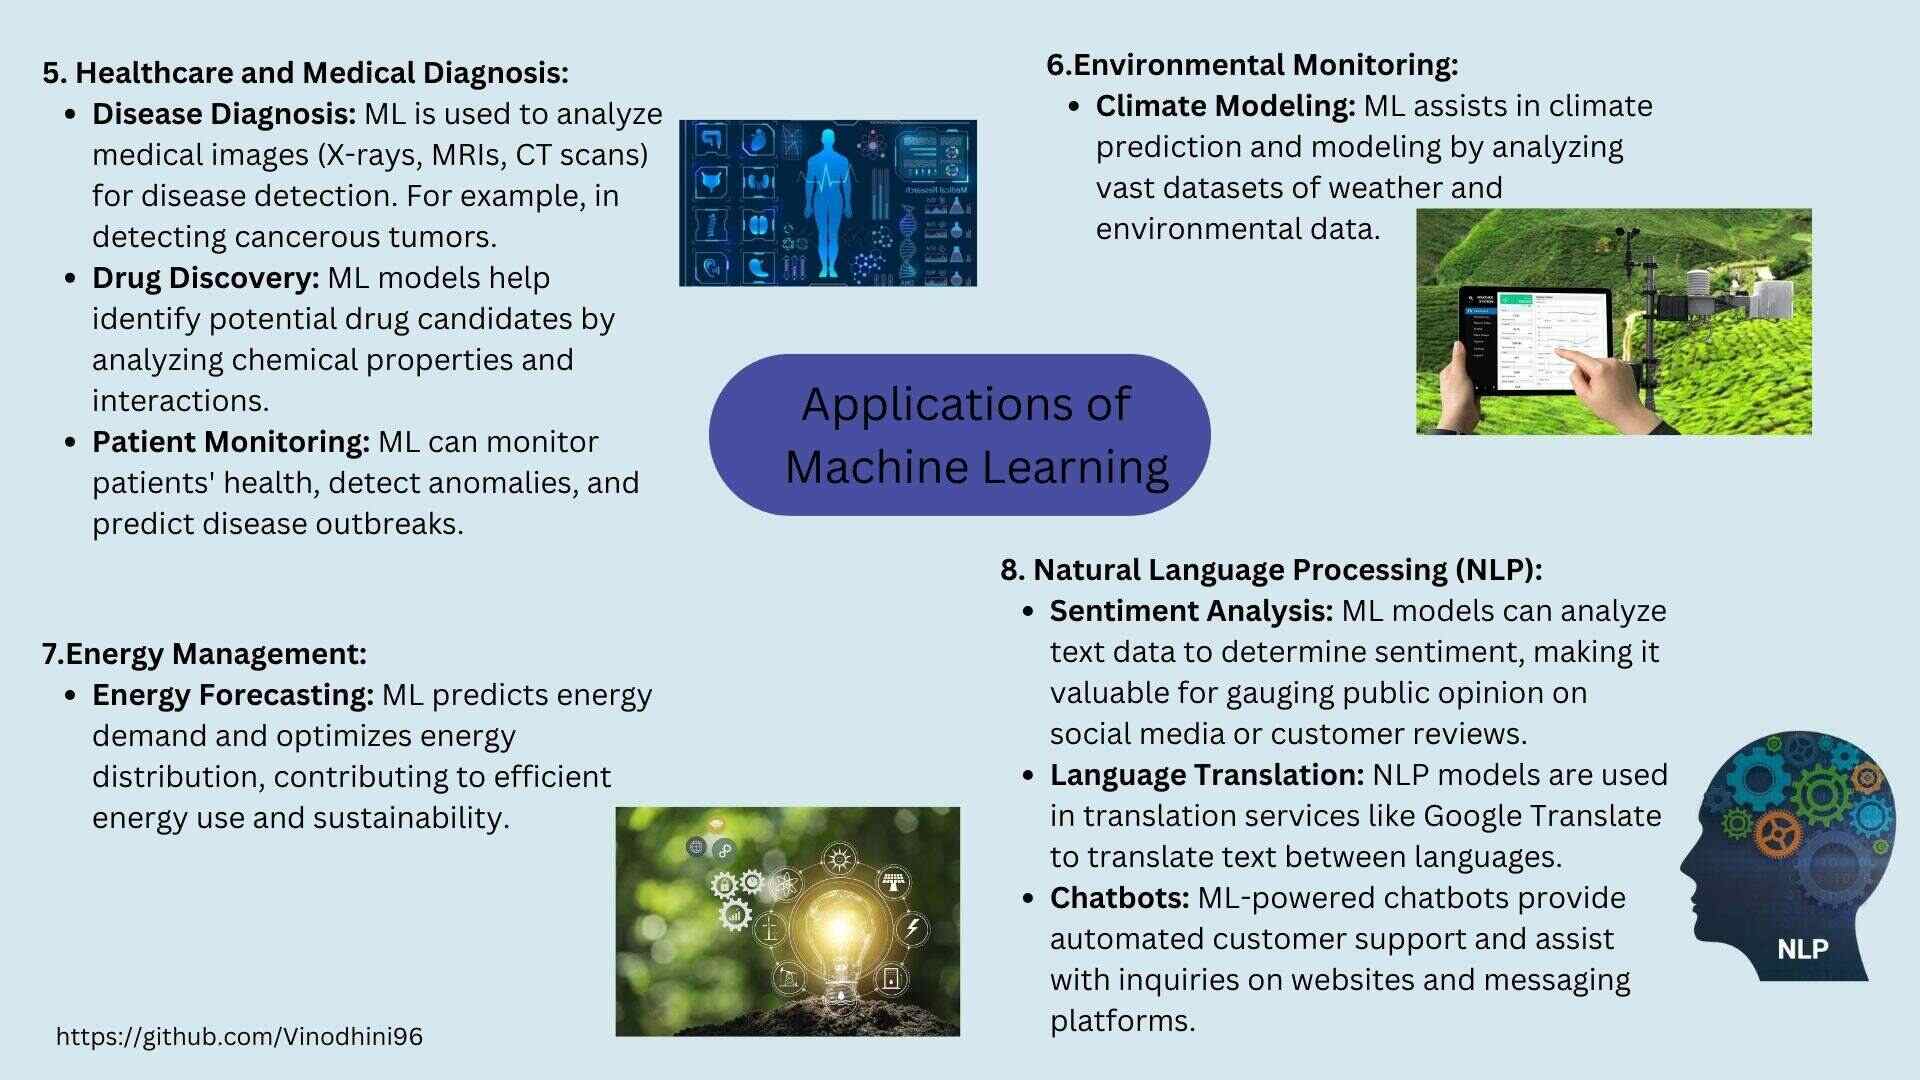 5. Healthcare and Medical Diagnosis:
• Disease Diagnosis: ML is used to analyze
medical images (X-rays, MRIs, CT scans)
for disease detection. For example, in
detecting cancerous tumors.
• Drug Discovery: ML models help
identify potential drug candidates by
analyzing chemical properties and
interactions.
• Patient Monitoring: ML can monitor
patients' health, detect anomalies, and
predict disease outbreaks.
Medical Research
6.Environmental Monitoring:
• Climate Modeling: ML assists in climate
prediction and modeling by analyzing
vast datasets of weather and
environmental data.
Applications of
Machine Learning
7.Energy Management:
• Energy Forecasting: ML predicts energy
demand and optimizes energy
distribution, contributing to efficient
energy use and sustainability.
8. Natural Language Processing (NLP):
• Sentiment Analysis: ML models can analyze
text data to determine sentiment, making it
valuable for gauging public opinion on
social media or customer reviews.
• Language Translation: NLP models are used
in translation services like Google Translate
to translate text between languages.
• Chatbots: ML-powered chatbots provide
automated customer support and assist
with inquiries on websites and messaging
platforms.
NLP
https://github.com/Vinodhini96